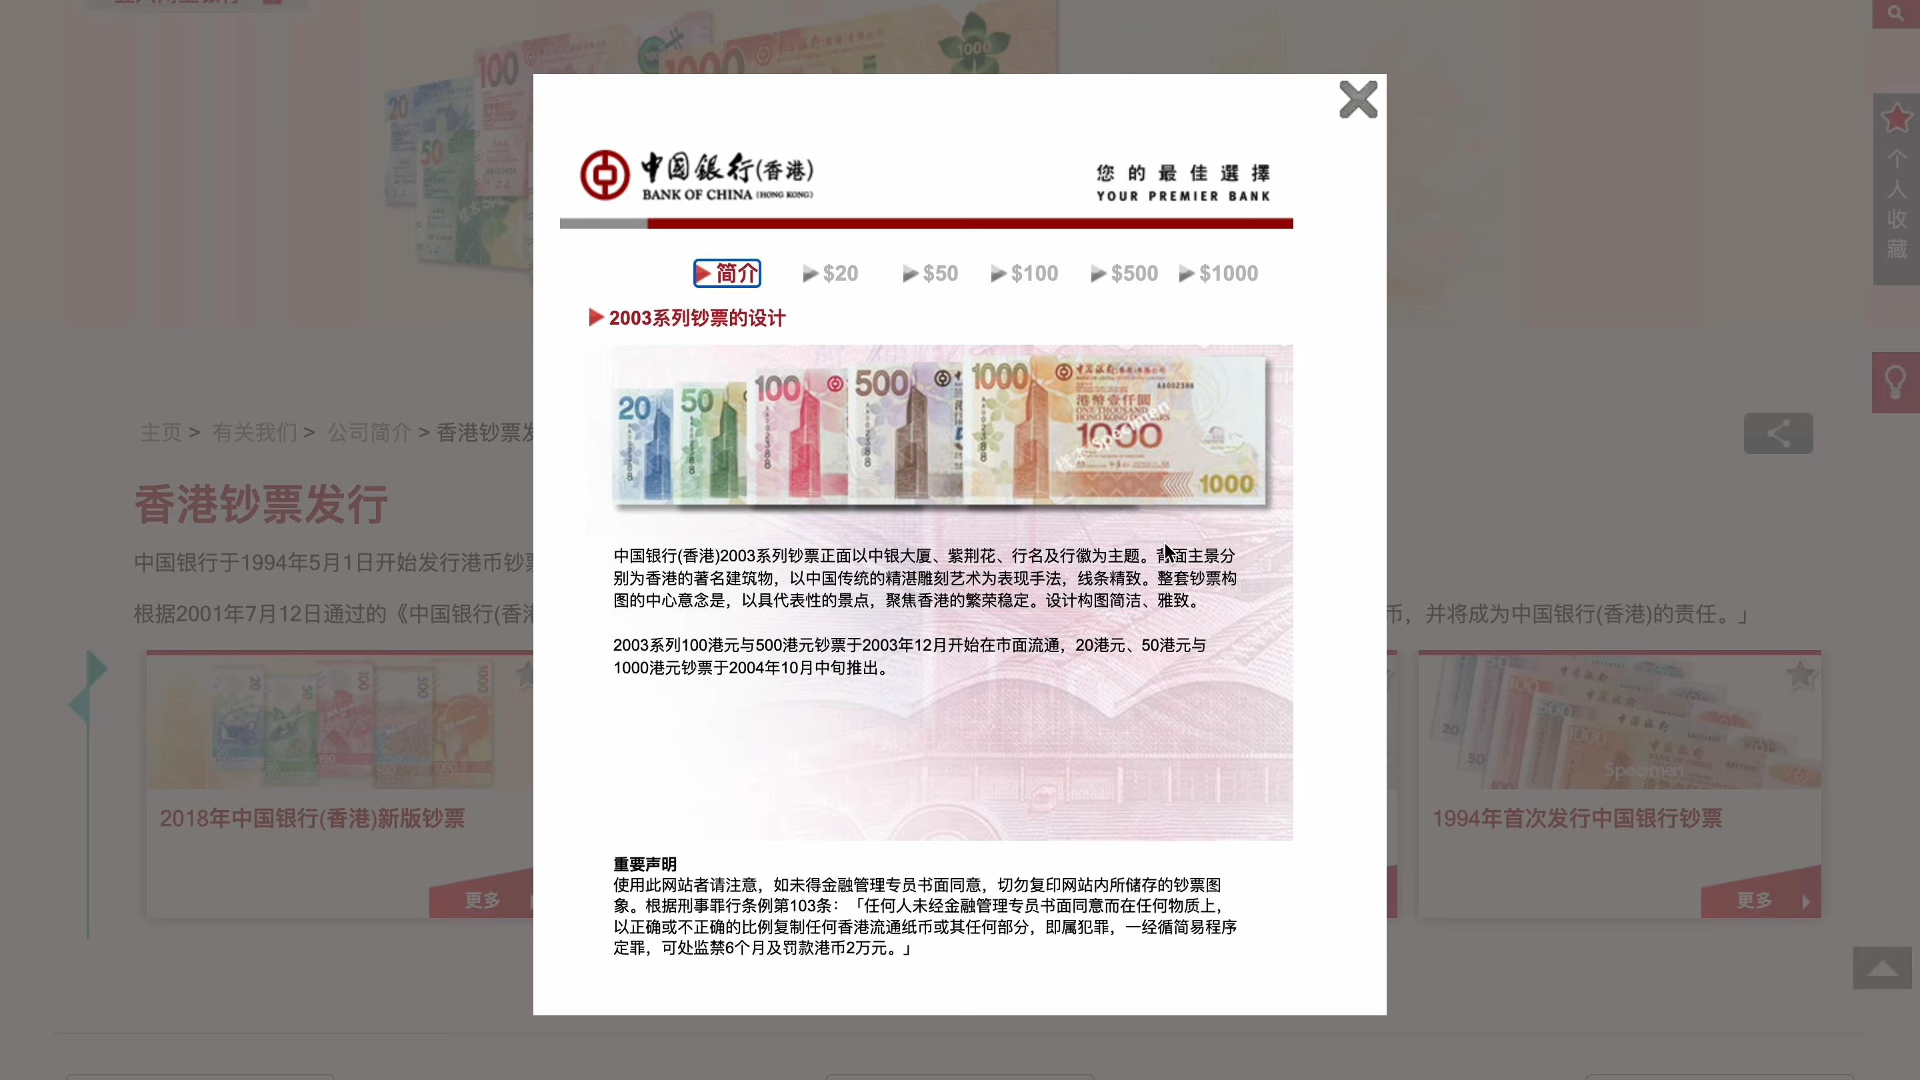 中国银行(香港)
BANK OF CHINA (HONG KONG)
您的最佳選擇
YOUR PREMIER BANK
简介
$20
$50
$100
$500
$1000
2003系列钞票的设计
20
50
100
500
1000
中国银行(香港)2003系列钞票正面以中银大厦、紫荆花、行名及行徽为主题。背面主景分
别为香港的著名建筑物，以中国传统的精湛雕刻艺术为表现手法，线条精致。整套钞票构
图的中心意念是，以具代表性的景点，聚焦香港的繁荣稳定。设计构图简洁、雅致。
2003系列100港元与500港元钞票于2003年12月开始在市面流通，20港元、50港元与
1000港元钞票于2004年10月中旬推出。
重要声明
使用此网站者请注意，如未得金融管理专员书面同意，切勿复印网站内所储存的钞票图
象。根据刑事罪行条例第103条：「任何人未经金融管理专员书面同意而在任何物质上，
以正确或不正确的比例复制任何香港流通纸币或其任何部分，即属犯罪，一经循简易程序
定罪，可处监禁6个月及罚款港币2万元。」
主页 > 有关我们 > 公司简介 > 香港钞票发
香港钞票发行
中国银行于1994年5月1日开始发行港币钞票
根据2001年7月12日通过的《中国银行(香港
币，并将成为中国银行(香港)的责任。」
2018年中国银行(香港)新版钞票
更多
1994年首次发行中国银行钞票
更多
个人收藏